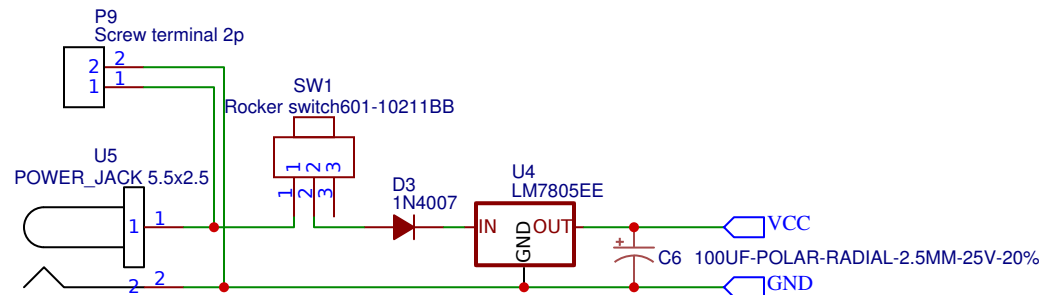 P9
Screw terminal 2p
2 2
1 1
SW1
Rocker switch601-10211BB
1 2 3
1 2 3
U5
POWER_JACK 5.5x2.5
1 1
2 2
D3
1N4007
U4
LM7805EE
IN OUT
GND
VCC
+
C6 100UF-POLAR-RADIAL-2.5MM-25V-20%
GND